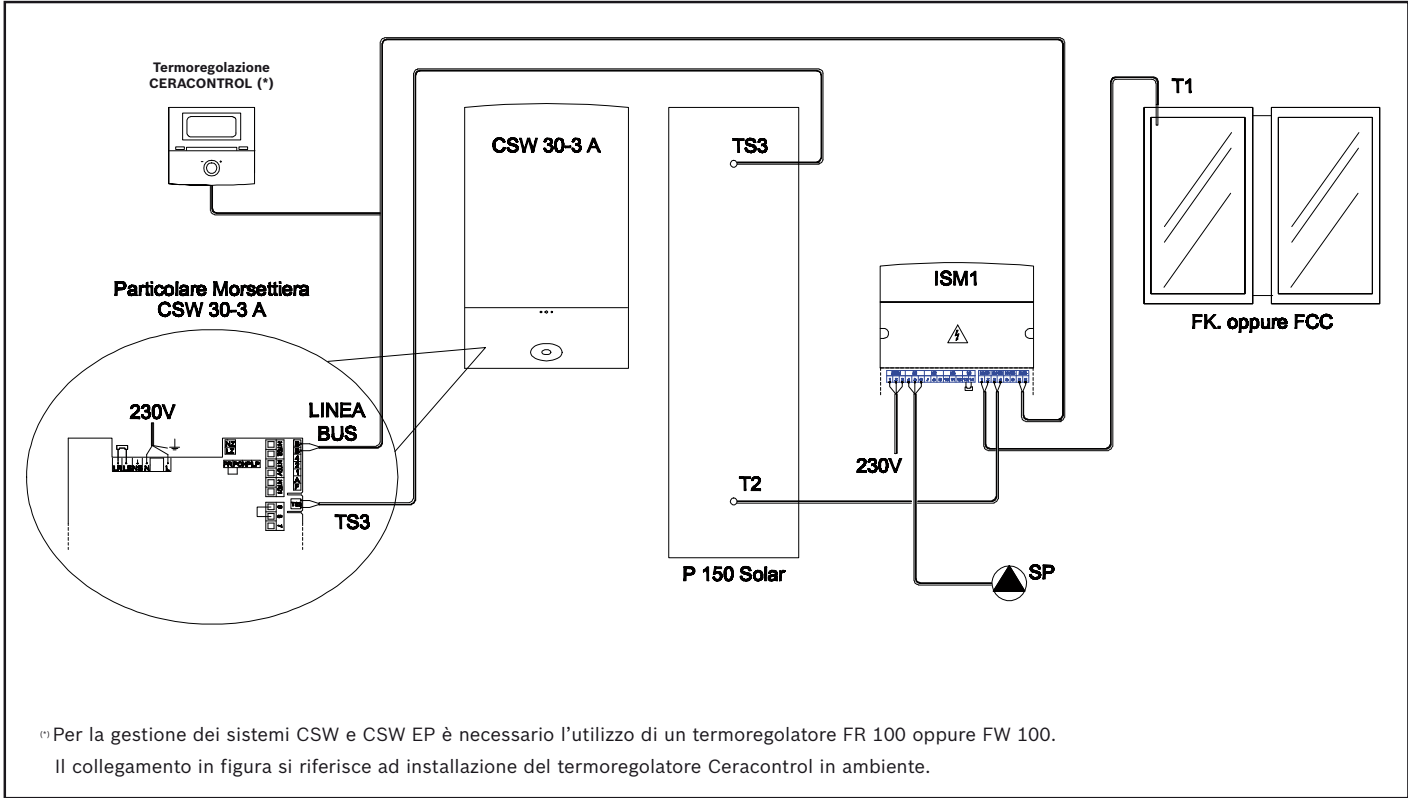 Termoregolazione
CERACONTROL (*)
CSW 30-3 A
TS3
T1
ISM1
FK. oppure FCC
Particolare Morsettiera
CSW 30-3 A
230V
LINEA
BUS
TS3
230V
T2
P 150 Solar
SP
(*) Per la gestione dei sistemi CSW e CSW EP è necessario l'utilizzo di un termoregolatore FR 100 oppure FW 100.
Il collegamento in figura si riferisce ad installazione del termoregolatore Ceracontrol in ambiente.